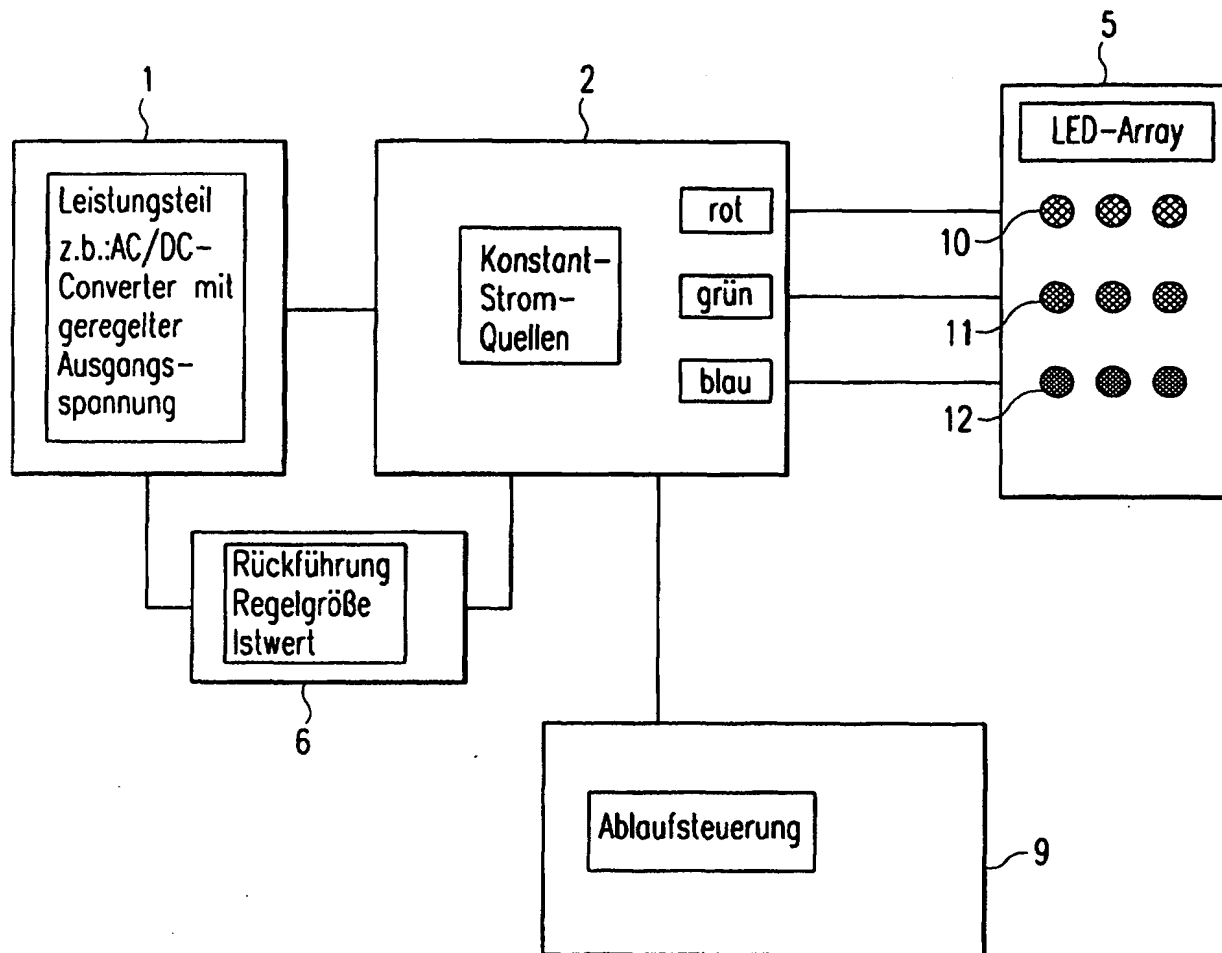 1
2
5
Leistungsteil
z.b.:AC/DC-
Converter mit
geregelter
Ausgangs-
spannung
Konstant-
Strom-
Quellen
rot
grün
blau
LED-Array
10
11
12
Rückführung
Regelgröße
Istwert
6
Ablaufsteuerung
9